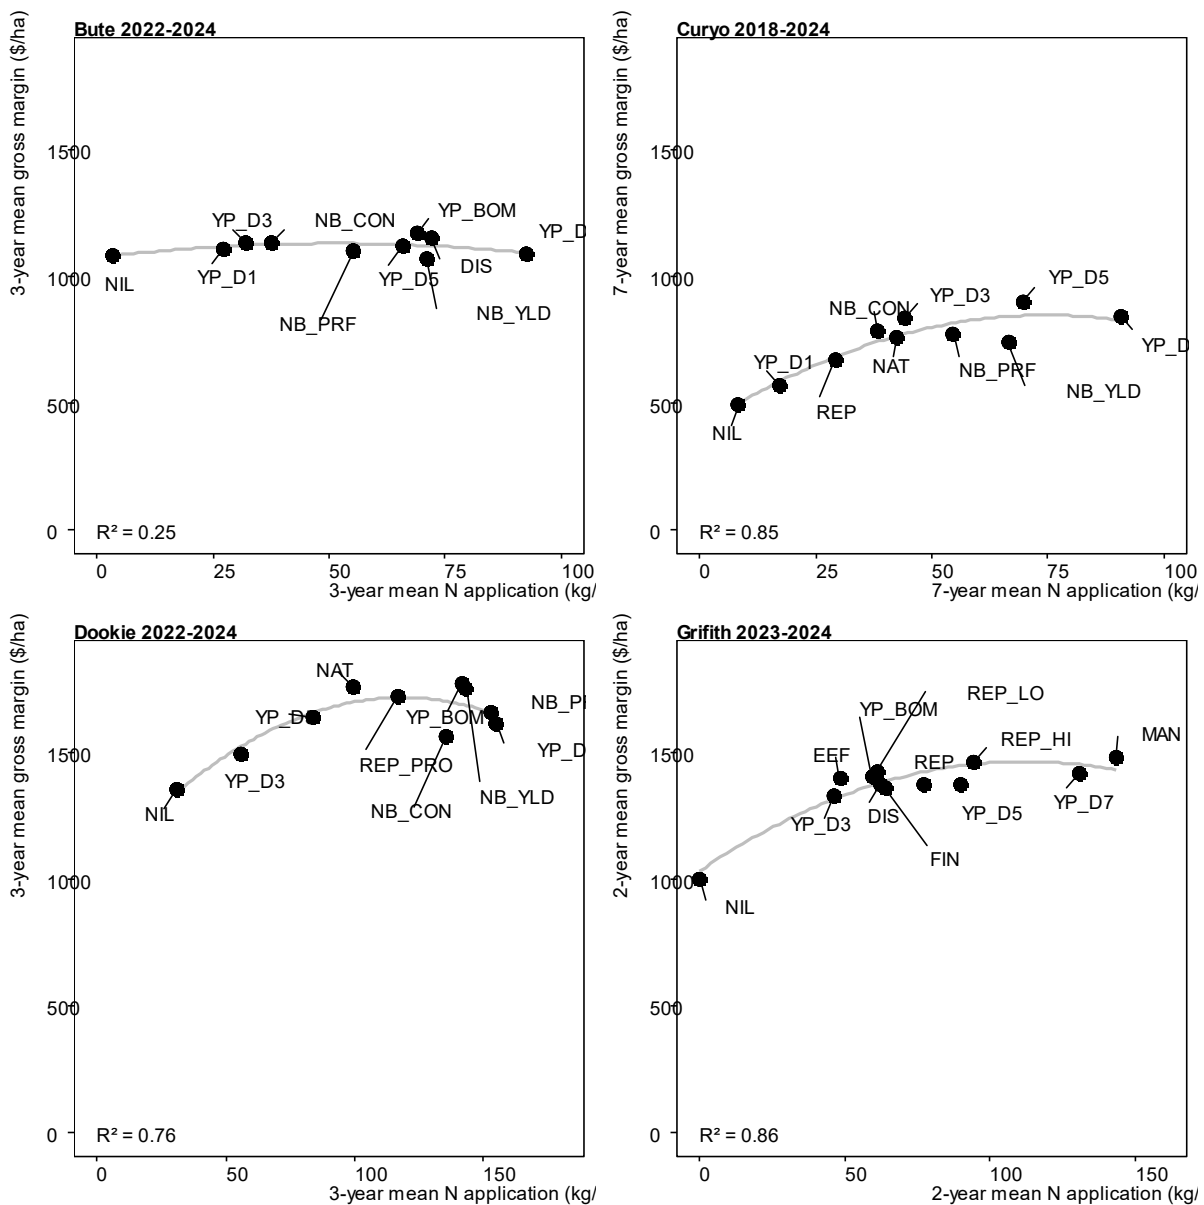 Bute 2022-2024
3-year mean gross margin ($/ha)
1500
1000
500
0
NIL
YP_D1
YP_D3
NB_CON
NB_PRF
YP_D5
YP_BOM
DIS
NB_YLD
YP_D
R² = 0.25
0
25
50
75
100
3-year mean N application (kg/
Curyo 2018-2024
7-year mean gross margin ($/ha)
1500
1000
500
0
NIL
YP_D1
REP
NB_CON
NAT
YP_D3
NB_PRF
YP_D5
NB_YLD
YP_D
R² = 0.85
0
25
50
75
100
7-year mean N application (kg/
Dookie 2022-2024
3-year mean gross margin ($/ha)
1500
1000
500
0
NIL
YP_D3
YP_D
NAT
REP_PRO
YP_BOM
NB_CON
NB_YLD
NB_P
YP_D
R² = 0.76
0
50
100
150
3-year mean N application (kg/
Grifith 2023-2024
2-year mean gross margin ($/ha)
1500
1000
500
0
NIL
YP_D3
EEF
YP_BOM
REP_LO
DIS
FIN
REP
YP_D5
REP_HI
YP_D7
MAN
R² = 0.86
0
50
100
150
2-year mean N application (kg/